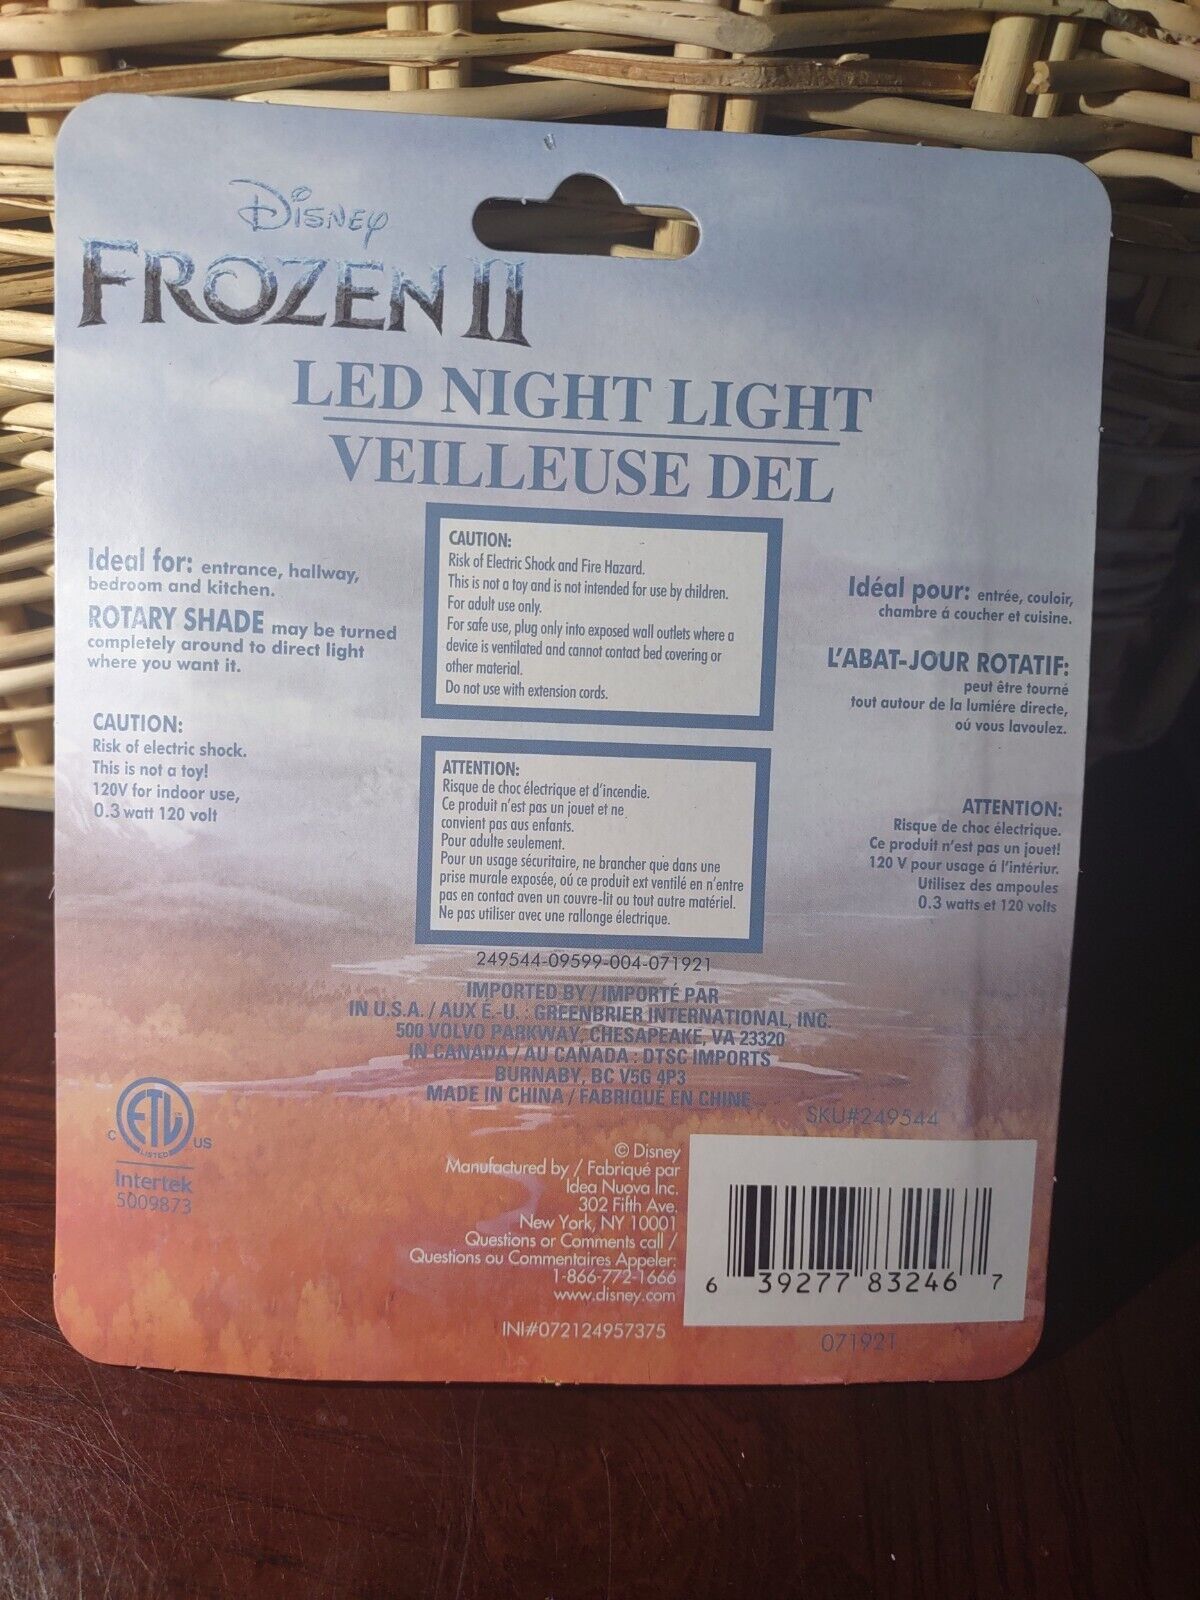 Disney
FROZEN II
LED NIGHT LIGHT
VEILLEUSE DEL
Ideal for: entrance, hallway,
bedroom and kitchen.
ROTARY SHADE may be turned
completely around to direct light
where you want it.
CAUTION:
Risk of electric shock.
This is not a toy!
120V for indoor use,
0.3 watt 120 volt
CAUTION:
Risk of Electric Shock and Fire Hazard.
This is not a toy and is not intended for use by children.
For adult use only.
For safe use, plug only into exposed wall outlets where a
device is ventilated and cannot contact bed covering or
other material.
Do not use with extension cords.
ATTENTION:
Risque de choc électrique et d'incendie.
Ce produit n'est pas un jouet et ne
convient pas aus enfants.
Pour adulte seulement.
Pour un usage sécuritaire, ne brancher que dans une
prise murale exposée, oú ce produit ext ventilé en n'entre
pas en contact aven un couvre-lit ou tout autre matériel.
Ne pas utiliser avec une rallonge électrique.
Idéal pour: entrée, couloir,
chambre á coucher et cuisine.
L'ABAT-JOUR ROTATIF:
peut être tourné
tout autour de la lumiére directe,
oú vous lavoulez.
ATTENTION:
Risque de choc électrique.
Ce produit n'est pas un jouet!
120 V pour usage á l'intériur.
Utilisez des ampoules
0.3 watts et 120 volts
249544-09599-004-071921
IMPORTED BY / IMPORTÉ PAR
IN U.S.A. / AUX É.-U. : GREENBRIER INTERNATIONAL, INC.
500 VOLVO PARKWAY, CHESAPEAKE, VA 23320
IN CANADA / AU CANADA : DTSC IMPORTS
BURNABY, BC V5G 4P3
MADE IN CHINA / FABRIQUÉ EN CHINE
C ETL US
LISTED
Intertek
5009873
© Disney
Manufactured by / Fabriqué par
Idea Nuova Inc.
302 Fifth Ave.
New York, NY 10001
Questions or Comments call /
Questions ou Commentaires Appeler:
1-866-772-1666
www.disney.com
INI#072124957375
SKU#249544
6 39277 83246 7
071921